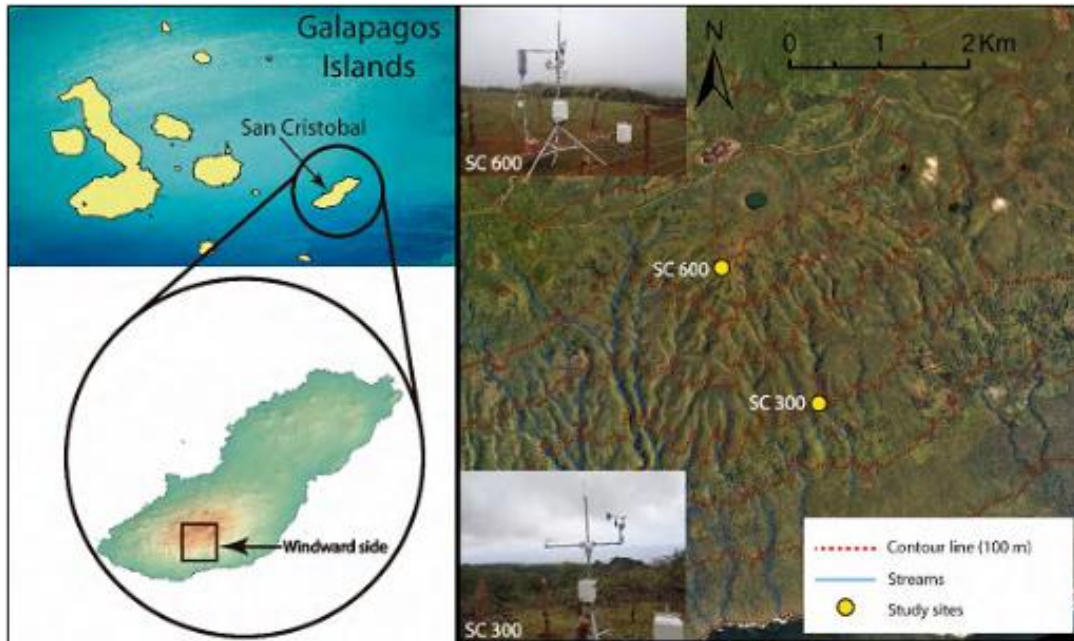 Galapagos
Islands
San Cristobal
Windward side
SC 600
N
0 1 2 Km
SC 600
SC 300
SC 300
Contour line (100 m)
Streams
Study sites